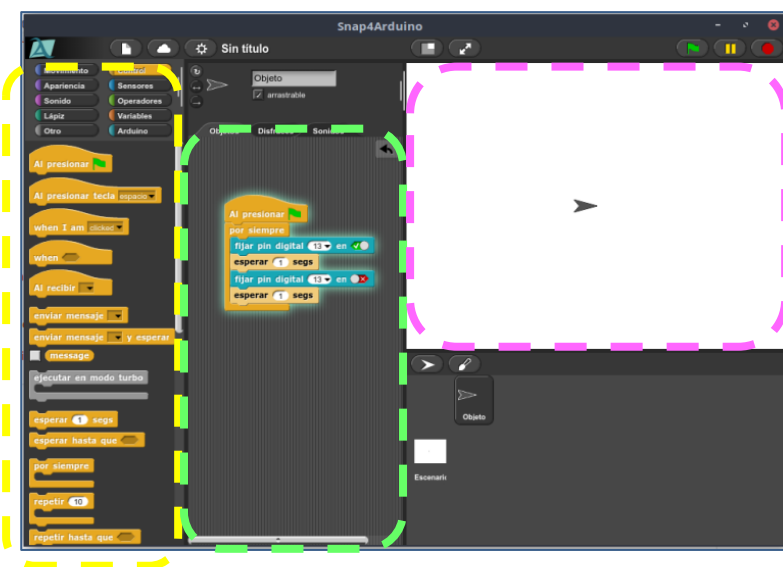 Snap4Arduino
Sin título
Movimiento
Apariencia
Sensores
Sonido
Operadores
Lápiz
Variables
Otro
Arduino
Objeto
arrastrable
Sonidos
Al presionar
Al presionar tecla espacio
when I am clicked
when
Al recibir
enviar mensaje
enviar mensaje y esperar
message
ejecutar en modo turbo
esperar 1 segs
esperar hasta que
por siempre
repetir 10
repetir hasta que
Al presionar
por siempre
fijar pin digital 13 en
esperar 1 segs
fijar pin digital 13 en
esperar 1 segs
Objeto
Escenario